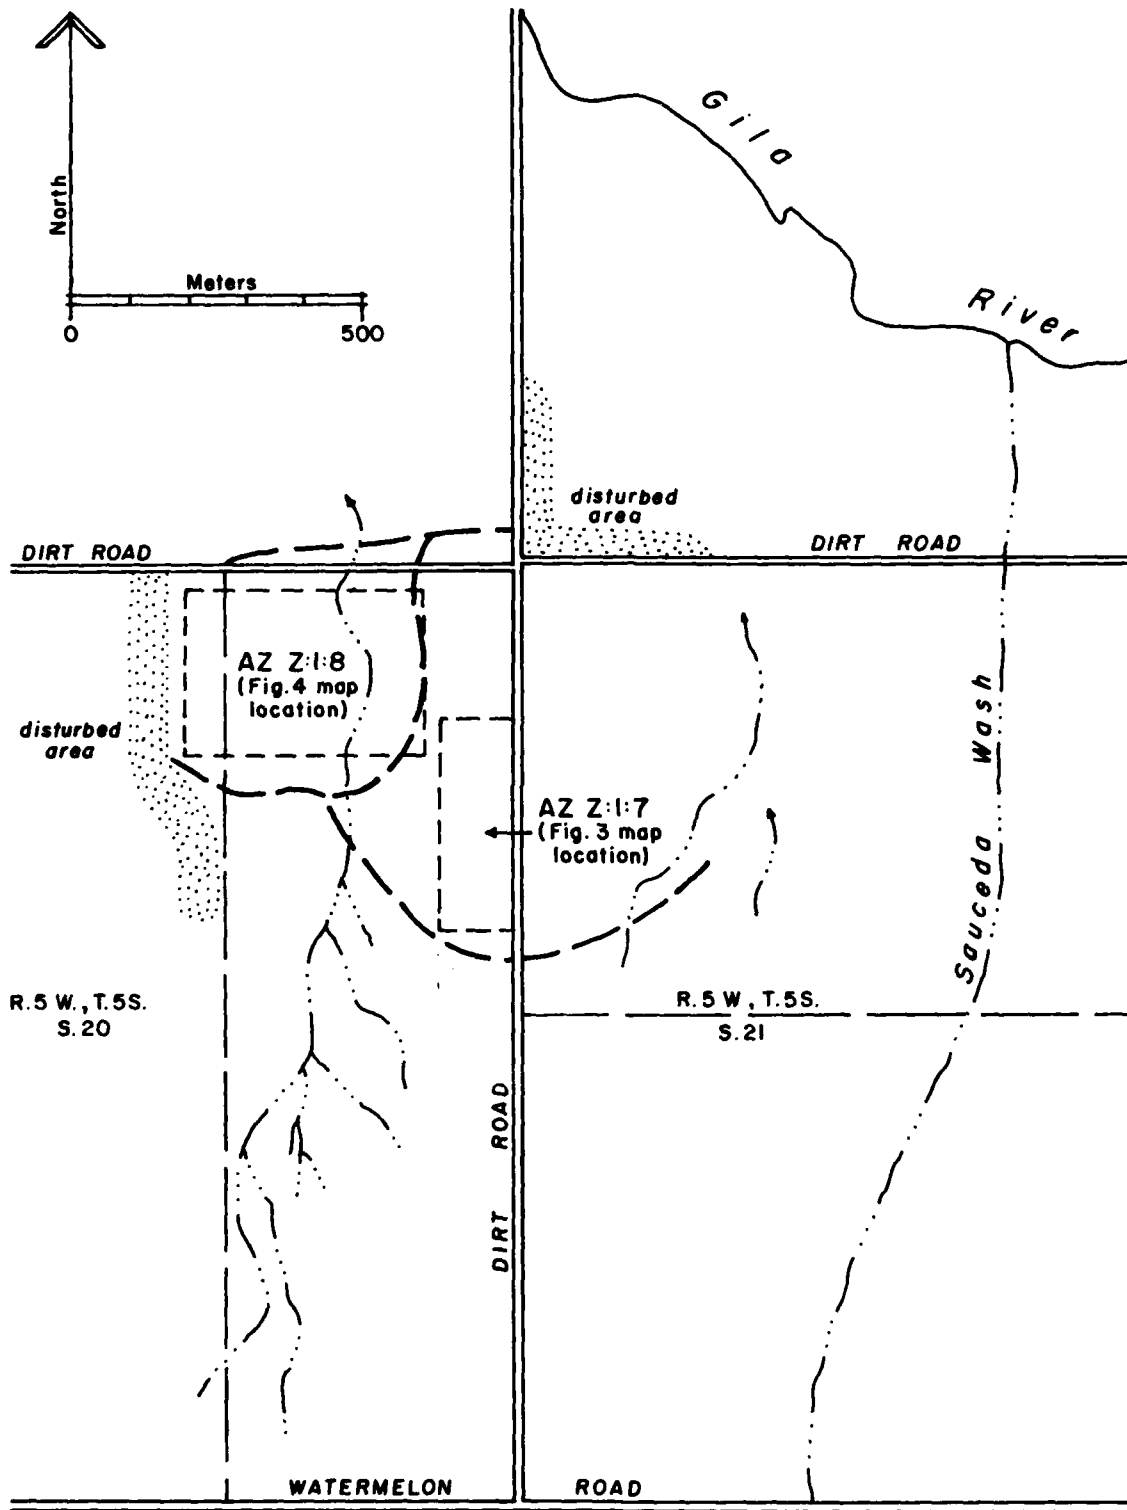 Gila
River
North
Meters
0 500
disturbed
area
DIRT ROAD
DIRT ROAD
AZ Z:1:8
(Fig. 4 map
location)
disturbed
area
Sauceda Wash
AZ Z:1:7
(Fig. 3 map
location)
R.5 W., T.5S.
S.20
R.5 W., T.5S.
S.21
DIRT ROAD
WATERMELON ROAD